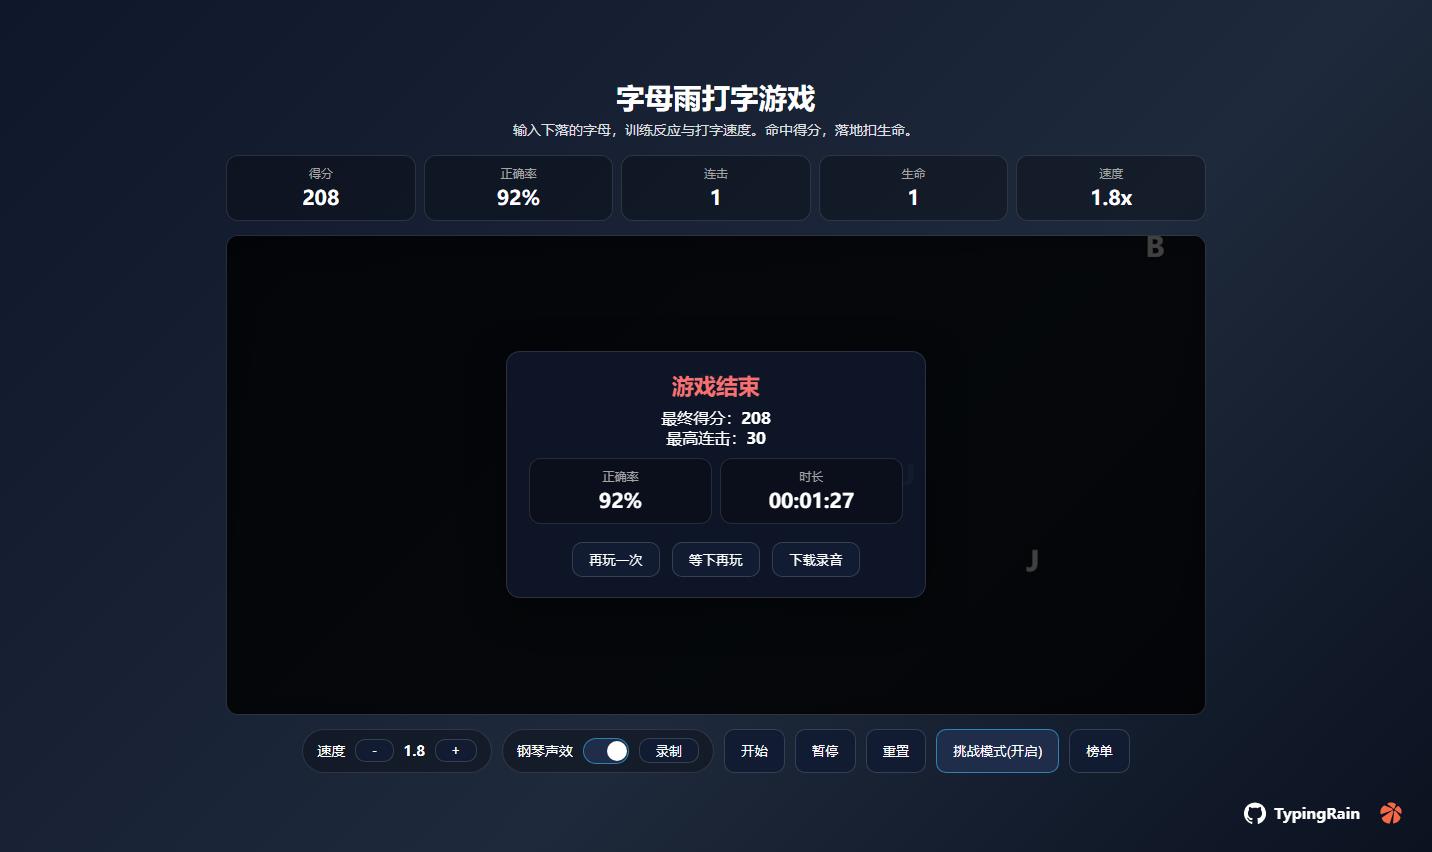 字母雨打字游戏
输入下落的字母，训练反应与打字速度。命中得分，落地扣生命。
得分 正确率 连击 生命 速度
208 92% 1 1 1.8x
B
游戏结束
最终得分：208
最高连击：30
正确率 时长
J
92% 00:01:27
再玩一次 等下再玩 下载录音
J
速度 - 1.8 + 钢琴声效 录制 开始 暂停 重置 挑战模式(开启) 榜单
TypingRain